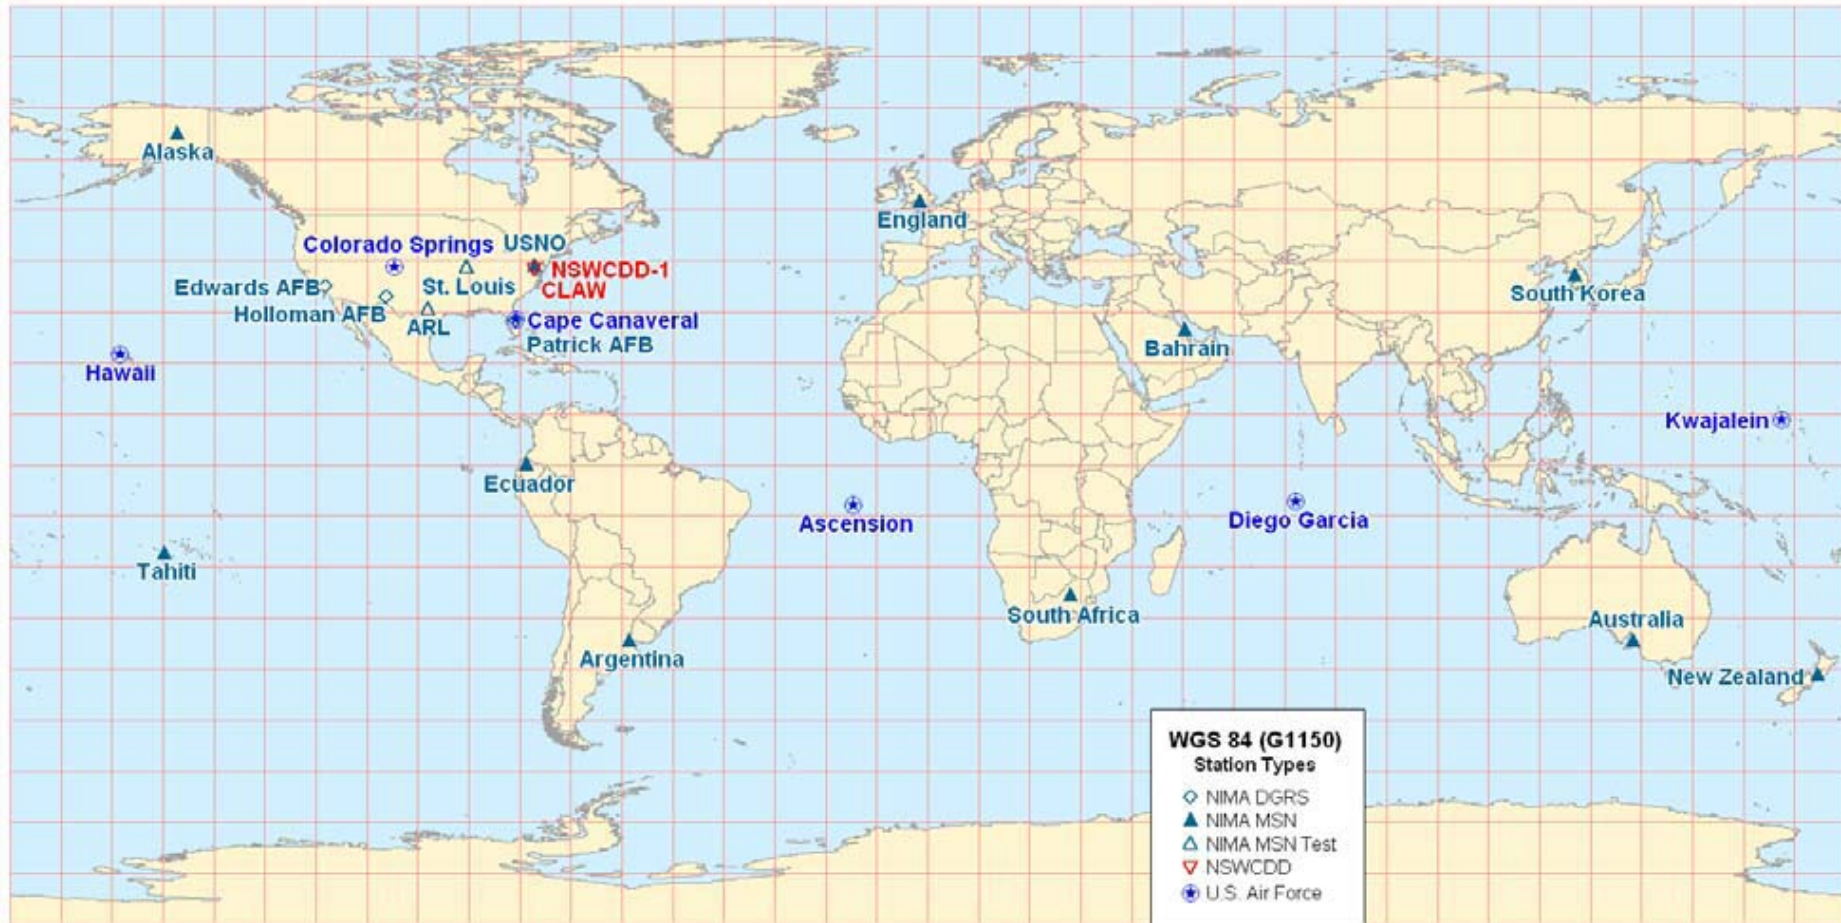 Alaska
England
Colorado Springs USNO
NSWCDD-1
Edwards AFB
St. Louis
CLAW
South Korea
Holloman AFB
ARL
Cape Canaveral
Patrick AFB
Bahrain
Hawaii
Kwajalein
Ecuador
Ascension
Diego Garcia
Tahiti
South Africa
Australia
Argentina
New Zealand
WGS 84 (G1150)
Station Types
NIMA DGRS
NIMA MSN
NIMA MSN Test
NSWCDD
U.S. Air Force